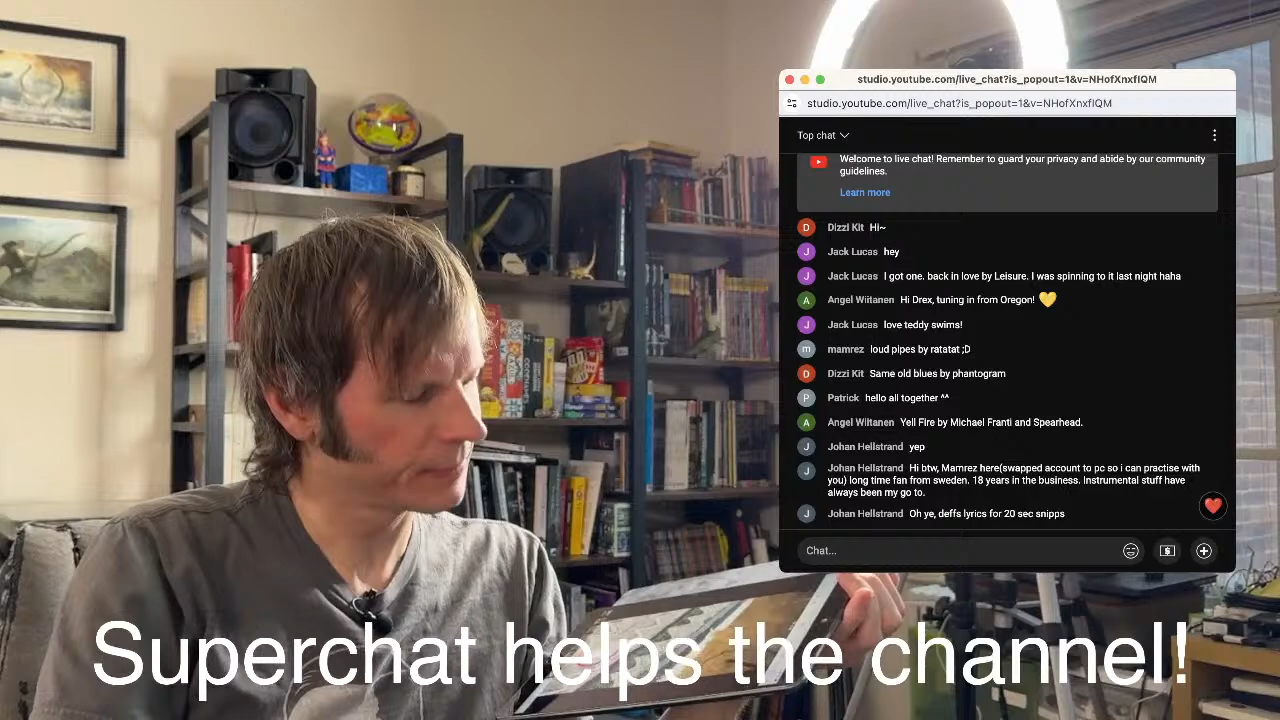 studio.youtube.com/live_chat?is_popout=1&v=NHofXnxfIQM
studio.youtube.com/live_chat?is_popout=1&v=NHofXnxfIQM
Top chat
Welcome to live chat! Remember to guard your privacy and abide by our community
guidelines.
Learn more
D Dizzi Kit Hi~
J Jack Lucas hey
J Jack Lucas I got one. back in love by Leisure. I was spinning to it last night haha
A Angel Wiitanen Hi Drex, tuning in from Oregon! 💛
J Jack Lucas love teddy swims!
m mamrez loud pipes by ratatat ;D
D Dizzi Kit Same old blues by phantogram
P Patrick hello all together ^^
A Angel Wiitanen Yell Fire by Michael Franti and Spearhead.
J Johan Hellstrand yep
J Johan Hellstrand Hi btw, Mamrez here(swapped account to pc so i can practise with
you) long time fan from sweden. 18 years in the business. Instrumental stuff have
always been my go to.
J Johan Hellstrand Oh ye, deffs lyrics for 20 sec snipps
Chat...
Superchat helps the channel!